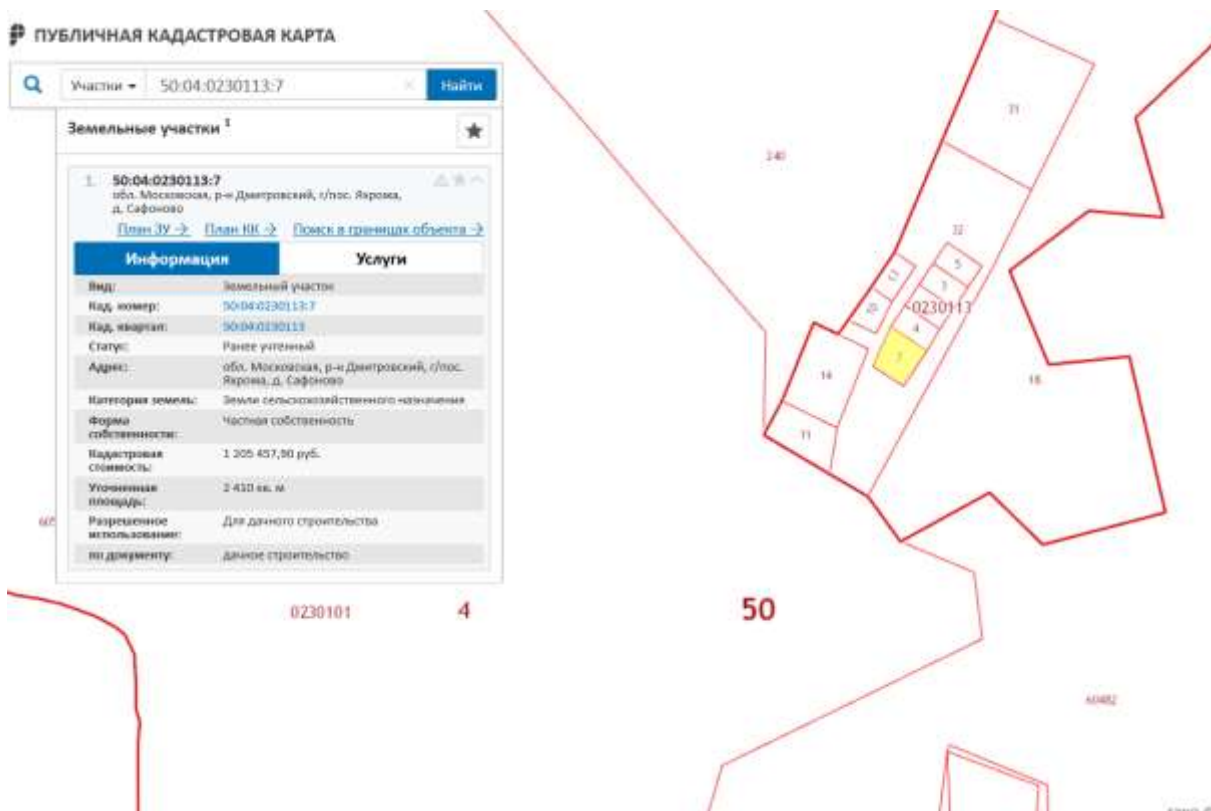 ПУБЛИЧНАЯ КАДАСТРОВАЯ КАРТА
Участки 50:04:0230113:7 Найти
Земельные участки 1
1. 50:04:0230113:7
обл. Московская, р-н Дмитровский, г/пос. Яхрома,
д. Сафоново
План ЗУ → План КК → Поиск в границах объекта →
Информация Услуги
Вид: Земельный участок
Кад. номер: 50:04:0230113:7
Кад. квартал: 50:04:0230113
Статус: Ранее учтенный
Адрес: обл. Московская, р-н Дмитровский, г/пос.
Яхрома, д. Сафоново
Категория земель: Земли сельскохозяйственного назначения
Форма собственности: Частная собственность
Кадастровая стоимость: 1 205 457,90 руб.
Уточненная площадь: 2 410 кв. м
Разрешенное использование: Для дачного строительства
по документу: дачное строительство
240
32
5
0230113
4
7
14
11
18
605
0230101
4
50
60482